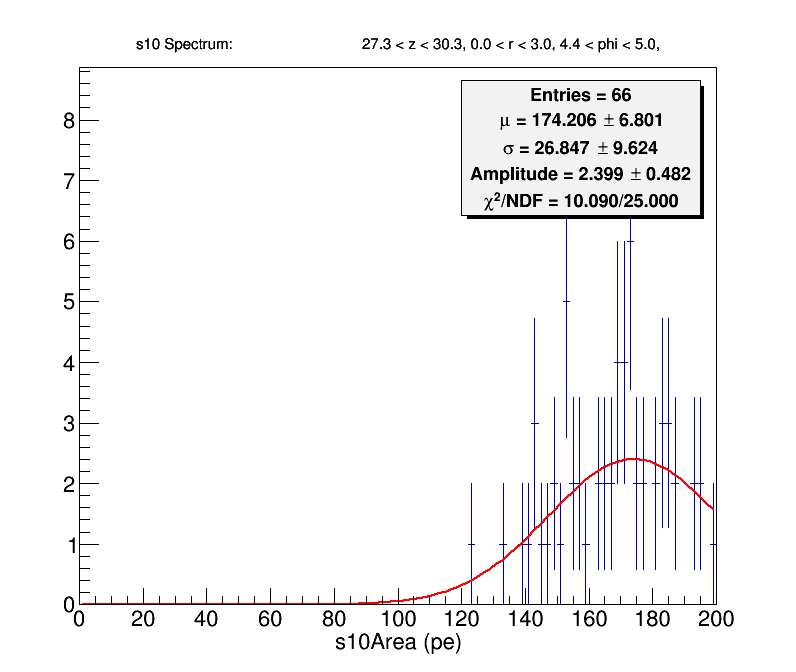 s10 Spectrum: 27.3 < z < 30.3, 0.0 < r < 3.0, 4.4 < phi < 5.0,
Entries = 66
μ = 174.206 ± 6.801
σ = 26.847 ± 9.624
Amplitude = 2.399 ± 0.482
χ²/NDF = 10.090/25.000
8
7
6
5
4
3
2
1
0
0 20 40 60 80 100 120 140 160 180 200
s10Area (pe)